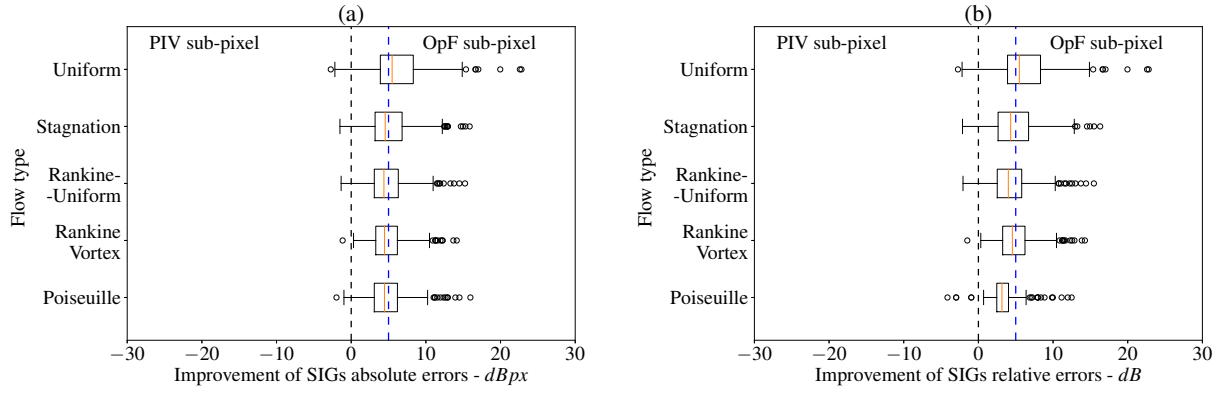 (a)
PIV sub-pixel
OpF sub-pixel
Flow type
Uniform
Stagnation
Rankine-
-Uniform
Rankine
Vortex
Poiseuille
−30
−20
−10
0
10
20
30
Improvement of SIGs absolute errors - dBpx
(b)
PIV sub-pixel
OpF sub-pixel
Flow type
Uniform
Stagnation
Rankine-
-Uniform
Rankine
Vortex
Poiseuille
−30
−20
−10
0
10
20
30
Improvement of SIGs relative errors - dB